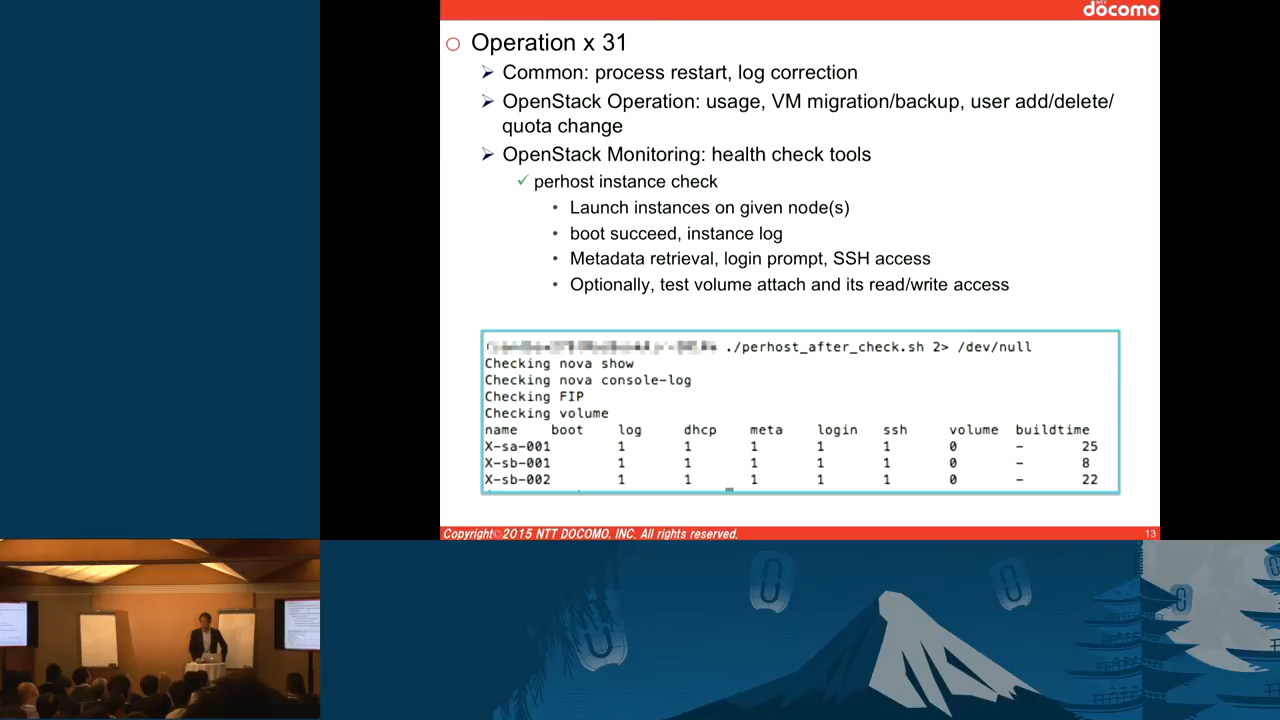 NTT
docomo
Operation x 31
Common: process restart, log correction
OpenStack Operation: usage, VM migration/backup, user add/delete/
quota change
OpenStack Monitoring: health check tools
perhost instance check
Launch instances on given node(s)
boot succeed, instance log
Metadata retrieval, login prompt, SSH access
Optionally, test volume attach and its read/write access
./perhost_after_check.sh 2> /dev/null
Checking nova show
Checking nova console-log
Checking FIP
Checking volume
name boot log dhcp meta login ssh volume buildtime
X-sa-001 1 1 1 1 1 0 - 25
X-sb-001 1 1 1 1 1 0 - 8
X-sb-002 1 1 1 1 1 0 - 22
Copyright©2015 NTT DOCOMO, INC. All rights reserved.
13